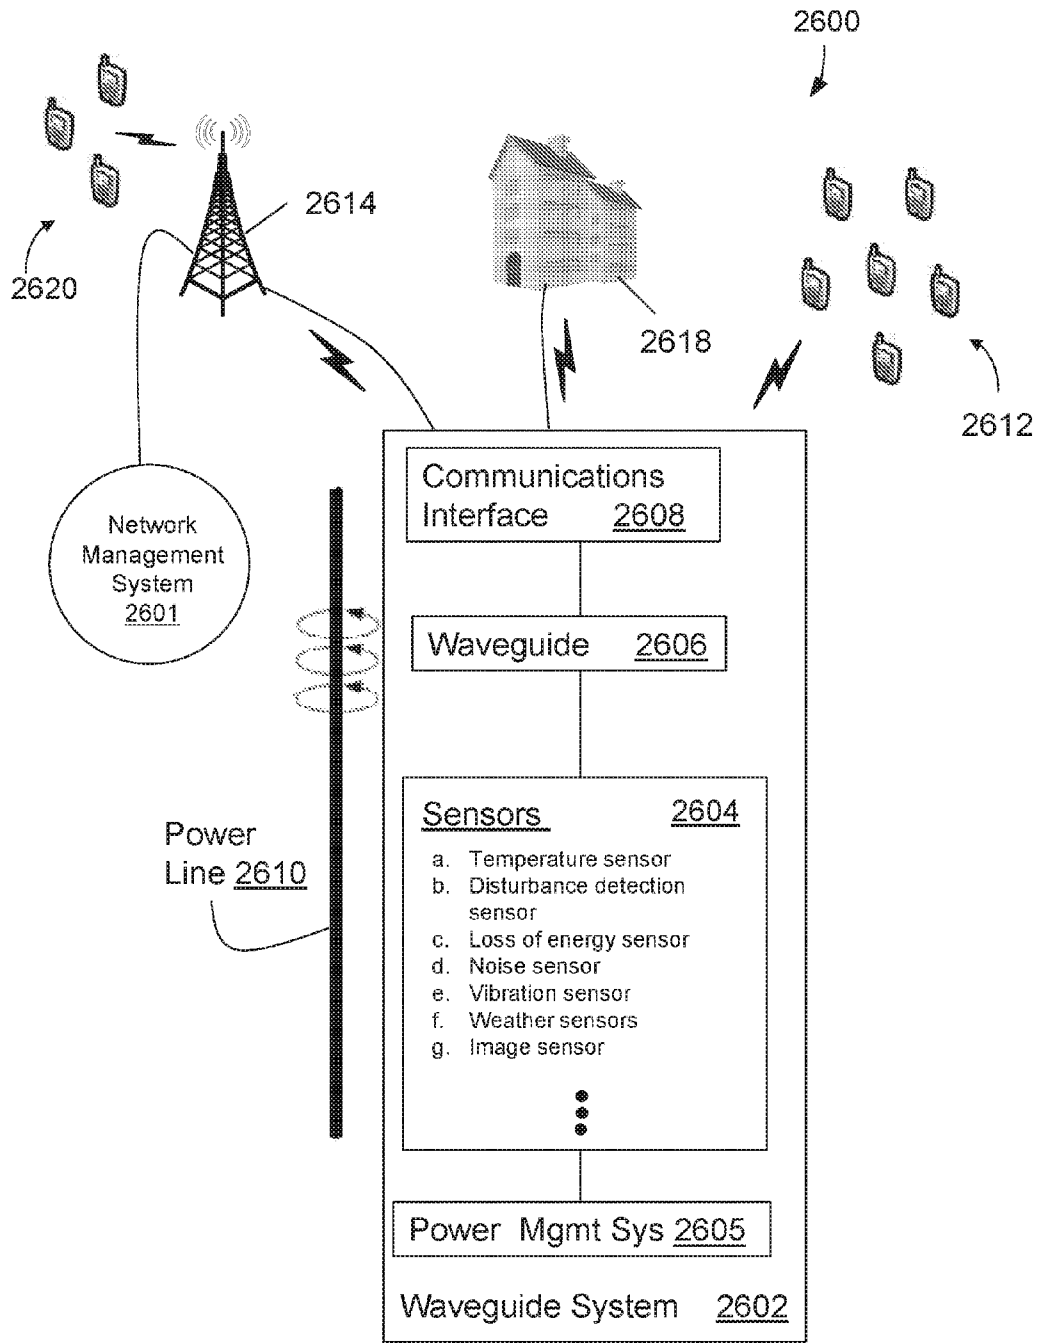 2600
2614
2620
2618
2612
Communications
Interface 2608
Network
Management
System
2601
Waveguide 2606
Sensors 2604
Power
Line 2610
a. Temperature sensor
b. Disturbance detection
sensor
c. Loss of energy sensor
d. Noise sensor
e. Vibration sensor
f. Weather sensors
g. Image sensor
Power Mgmt Sys 2605
Waveguide System 2602